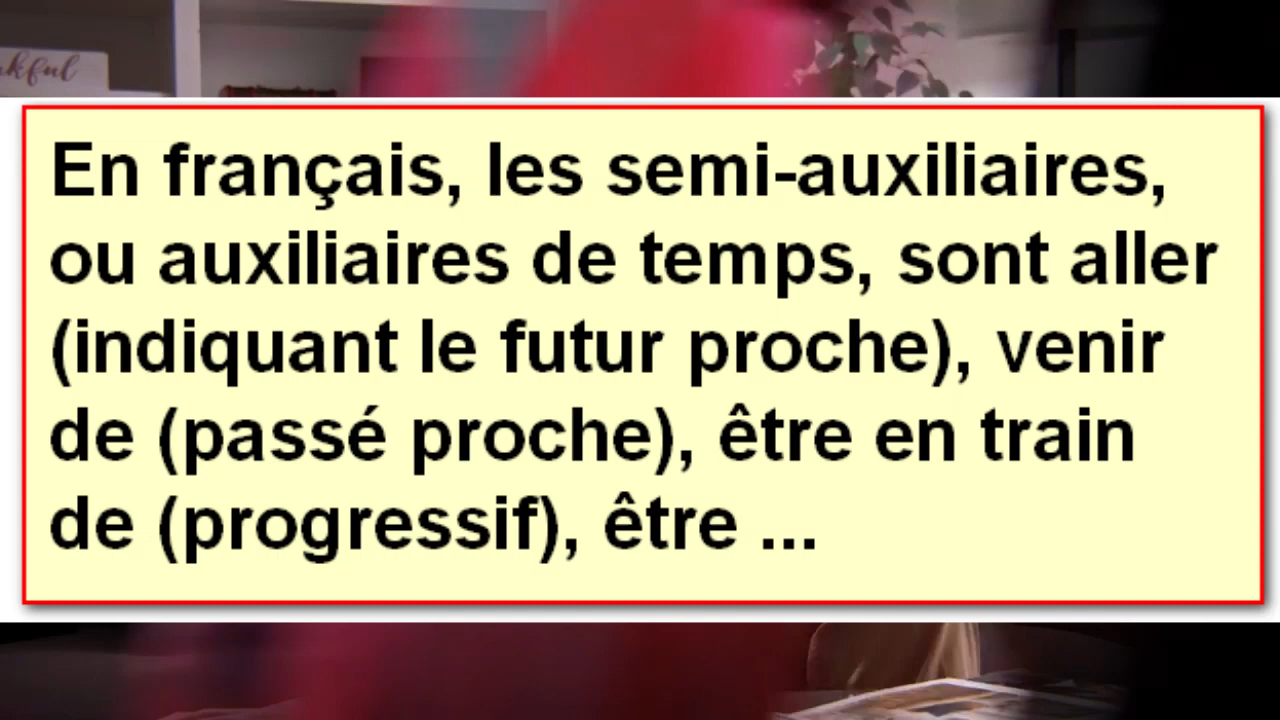 En français, les semi-auxiliaires,
ou auxiliaires de temps, sont aller
(indiquant le futur proche), venir
de (passé proche), être en train
de (progressif), être ...